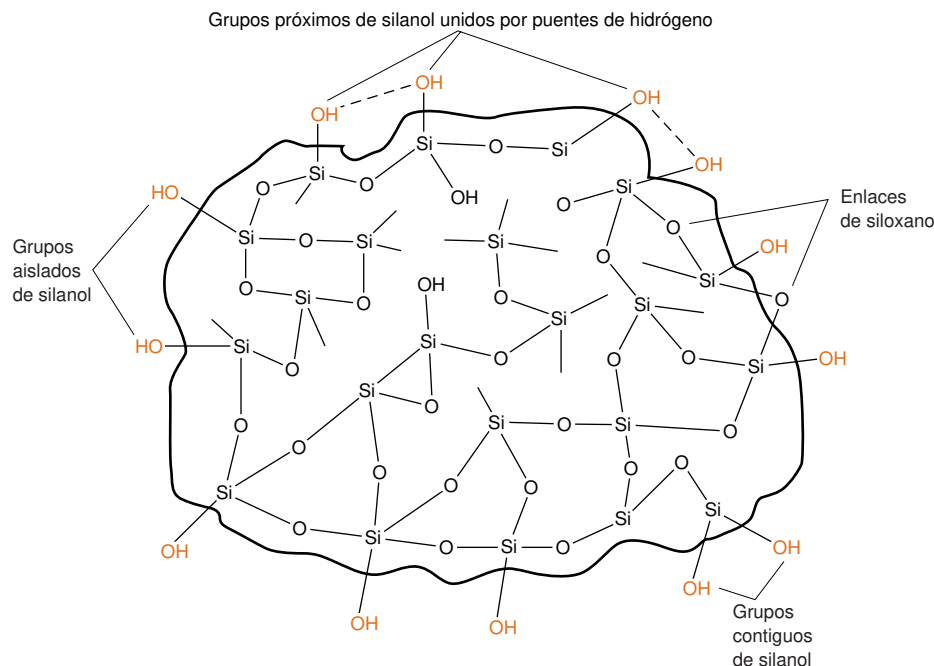 Grupos próximos de silanol unidos por puentes de hidrógeno
OH
OH
OH
OH
Si
O
Si
O
Si
O
O
OH
Si
HO
O
Enlaces
de siloxano
Si
O
Si
Si
O
OH
Grupos
aislados
de silanol
O
Si
O
OH
O
Si
O
Si
Si
O
HO
Si
O
Si
O
O
O
Si
OH
Si
O
O
Si
O
Si
O
O
O
O
O
O
Si
O
Si
Si
O
Si
O
Si
O
Si
OH
OH
OH
OH
OH
Grupos
contiguos
de silanol